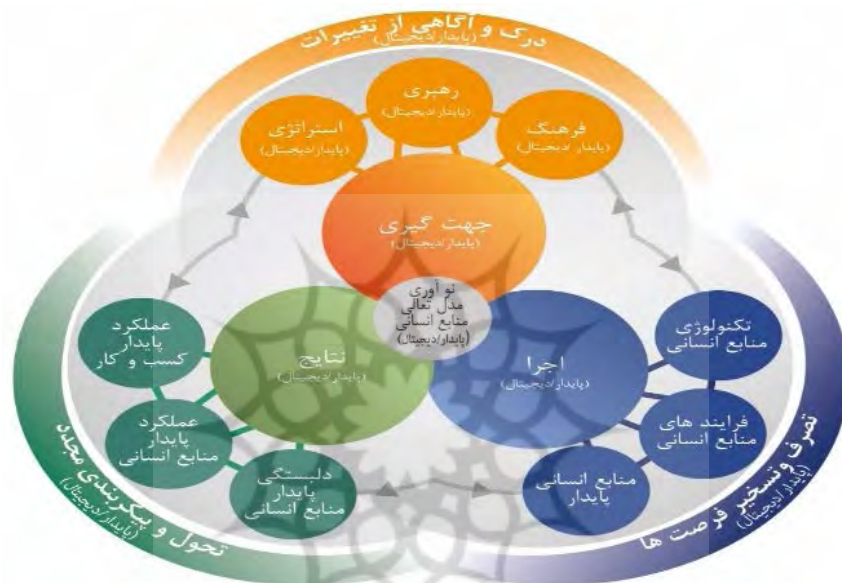 درک و آگاهی از تغییرات
(پایدار/دیجیتال)
رهبری
(پایدار/دیجیتال)
فرهنگ
(پایدار /دیجیتال)
استراتژی
(پایدار/دیجیتال)
جهت گیری
(پایدار/دیجیتال)
نو آوری
مدل تعالی
منابع انسانی
(پایدار/دیجیتال)
اجرا
(پایدار/دیجیتال)
تکنولوژی
منابع انسانی
فرایند های
منابع انسانی
منابع انسانی
پایدار
تصرف و تسخیر فرصت ها
(پایدار/دیجیتال)
نتایج
(پایدار/دیجیتال)
عملکرد
پایدار
کسب و کار
عملکرد
پایدار
منابع انسانی
دلبستگی
پایدار
منابع انسانی
تحول و پیکربندی مجدد
(پایدار/دیجیتال)